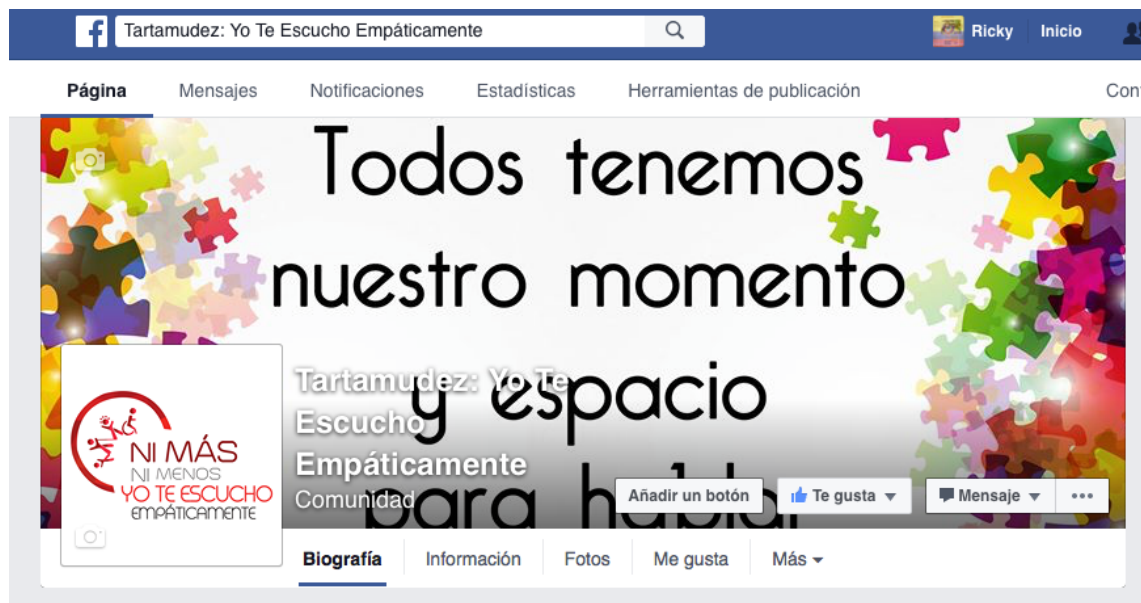 Tartamudez: Yo Te Escucho Empáticamente
Ricky Inicio
Página Mensajes Notificaciones Estadísticas Herramientas de publicación
Todos tenemos
nuestro momento
y espacio
para hablar
Tartamudez: Yo Te
Escucho
Empáticamente
Comunidad
NI MÁS
NI MENOS
YO TE ESCUCHO
EMPÁTICAMENTE
Añadir un botón Te gusta Mensaje
Biografía Información Fotos Me gusta Más